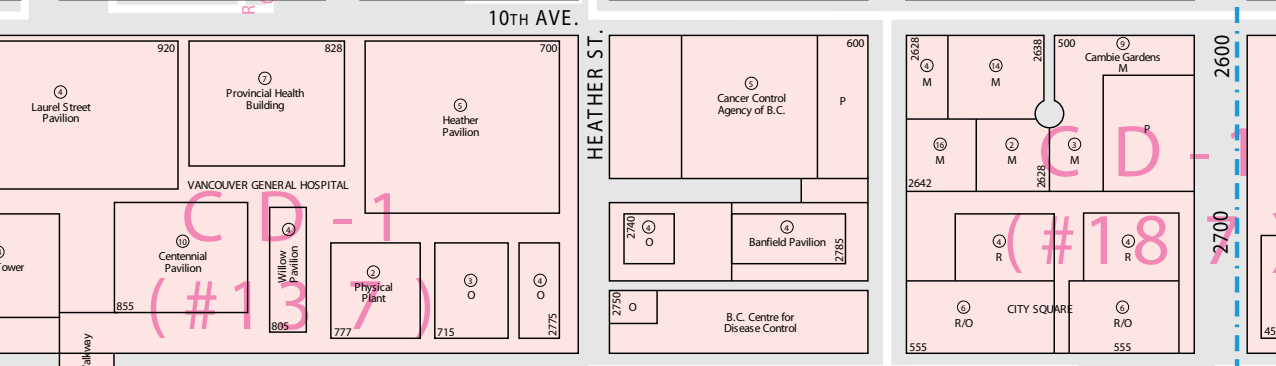 10TH AVE.
HEATHER ST.
2600
2700
920
4
Laurel Street
Pavilion
828
7
Provincial Health
Building
700
5
Heather
Pavilion
VANCOUVER GENERAL HOSPITAL
CD-1
(#137)
ower
10
Centennial
Pavilion
855
4
Willow
Pavilion
805
2
Physical
Plant
777
3
O
715
4
O
2775
alkway
600
5
Cancer Control
Agency of B.C.
P
2740
4
O
4
Banfield Pavilion
2785
2750
O
B.C. Centre for
Disease Control
2628
4
M
14
M
2638
500
9
Cambie Gardens
M
P
16
M
2642
2
M
2628
3
M
CD-1
(#187)
4
R
4
R
6
R/O
CITY SQUARE
6
R/O
555
555
45